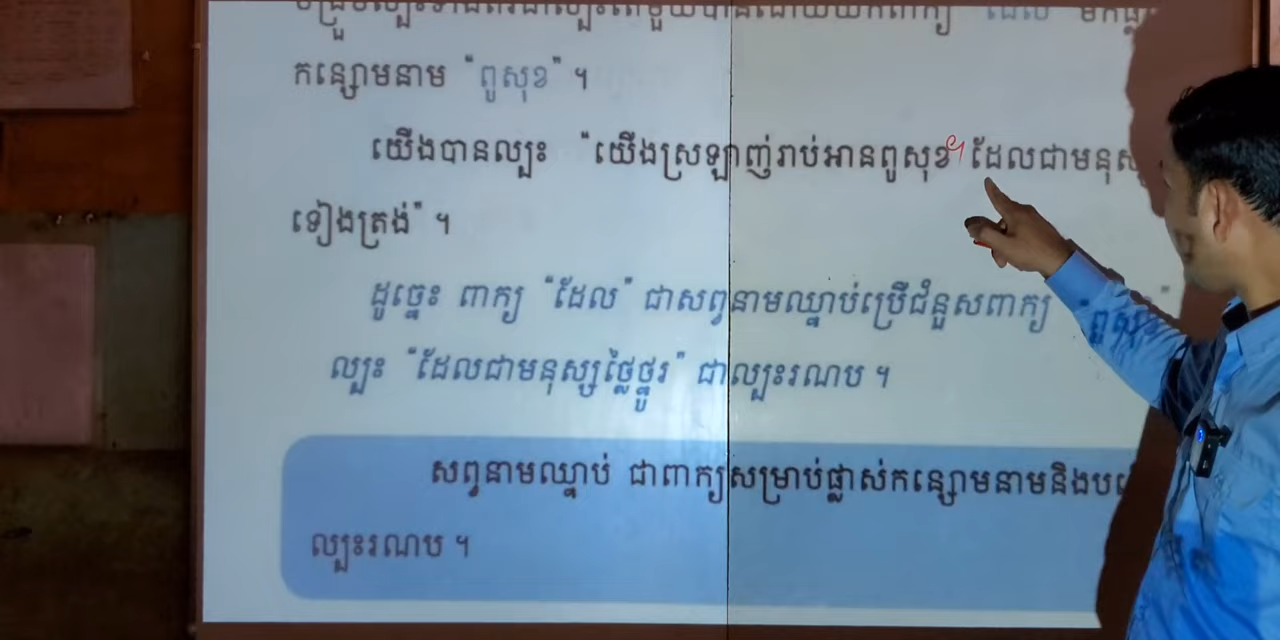 កន្សោមនាម "ពូសុខ" ។
យើងបានល្បះ "យើងស្រឡាញ់រាប់អានពូសុខ ៗ ដែលជាមនុស្ស
ទៀងត្រង់" ។
ដូច្នេះ ពាក្យ "ដែល" ជាសព្វនាមឈ្នាប់ប្រើជំនួសពាក្យ "ពូសុខ"
ល្បះ "ដែលជាមនុស្សថ្លៃថ្នូរ" ជាល្បះរណប ។
សព្វនាមឈ្នាប់ ជាពាក្យសម្រាប់ផ្លាស់កន្សោមនាមនិង
ល្បះរណប ។